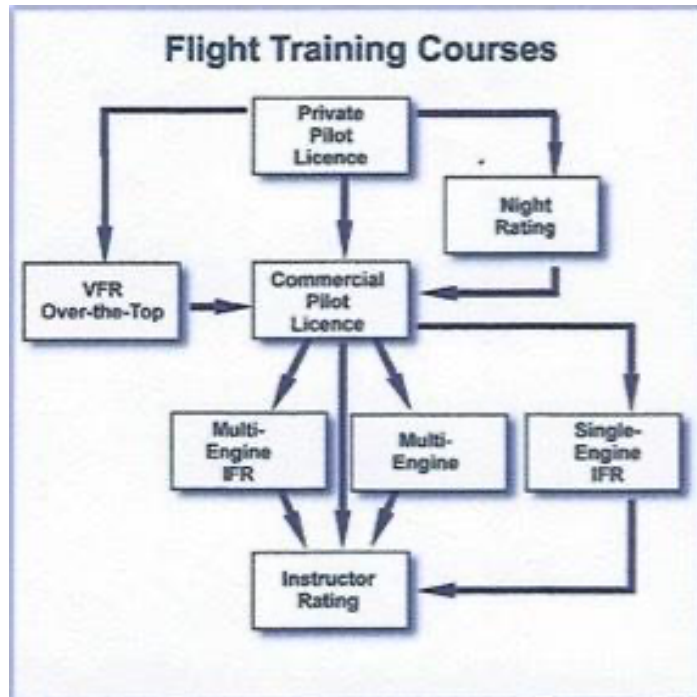 Flight Training Courses
Private
Pilot
Licence
Night
Rating
VFR
Over-the-Top
Commercial
Pilot
Licence
Multi-
Engine
IFR
Multi-
Engine
Single-
Engine
IFR
Instructor
Rating